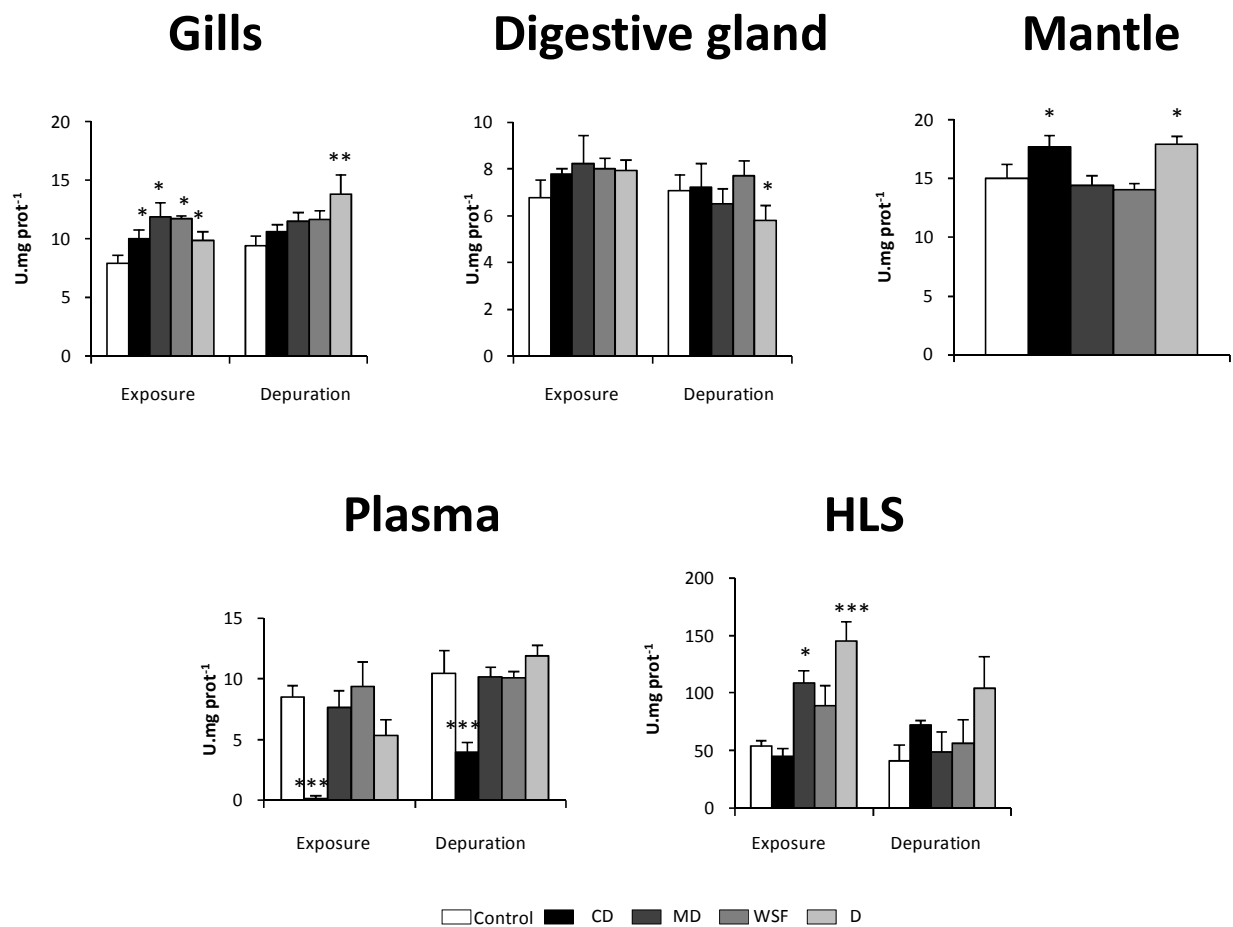 Gills
Digestive gland
Mantle
20
15
10
5
0
U.mg prot-1
* * * * **
Exposure Depuration
10
8
6
4
2
0
U.mg prot-1
*
Exposure Depuration
20
15
10
5
0
U.mg prot-1
* *
Plasma
HLS
15
10
5
0
U.mg prot-1
*** ***
Exposure Depuration
200
150
100
50
0
U.mg prot-1
* ***
Exposure Depuration
Control CD MD WSF D